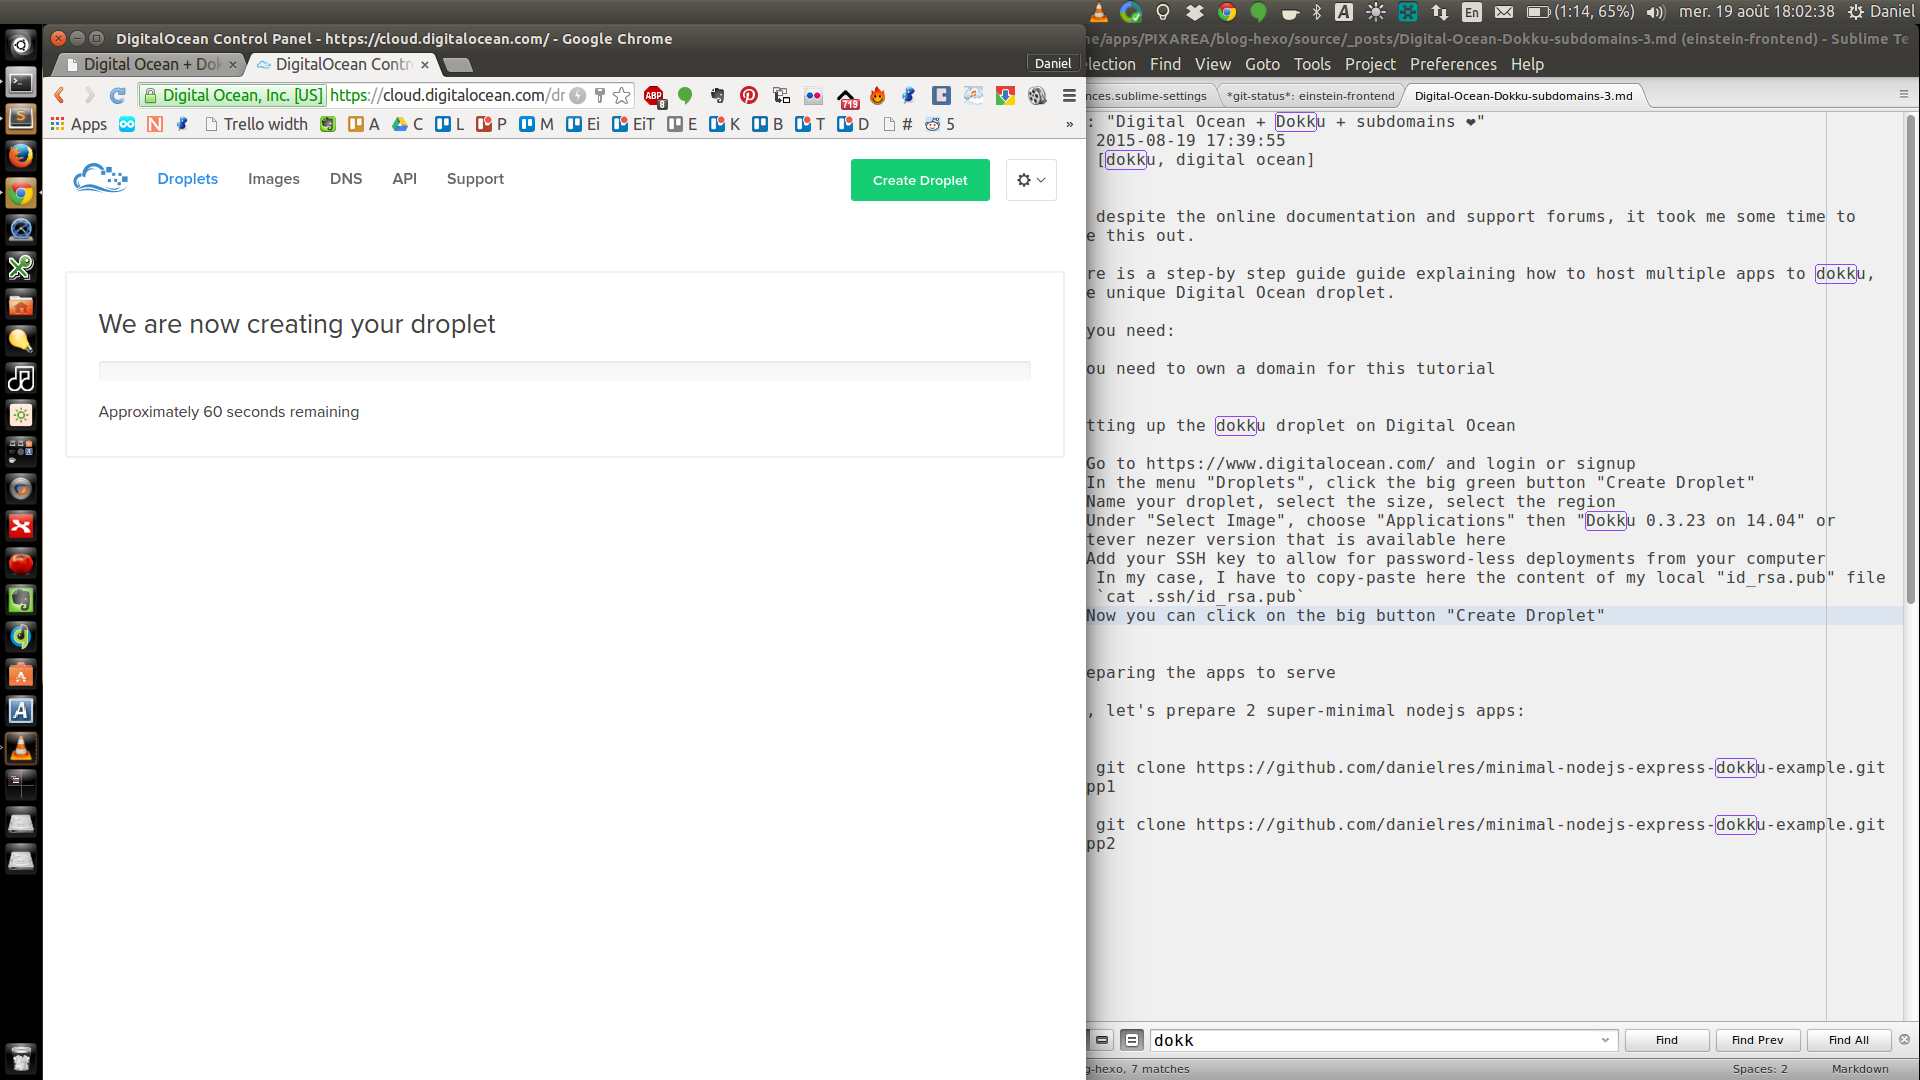 En
(1:14, 65%)
mer. 19 août 18:02:38
Daniel
DigitalOcean Control Panel - https://cloud.digitalocean.com/ - Google Chrome
Digital Ocean + Dok
DigitalOcean Contr
Daniel
Digital Ocean, Inc. [US]
https://cloud.digitalocean.com/dr
ABP
8
719
Apps
N
Trello width
A
C
L
P
M
Ei
EiT
E
K
B
T
D
#
5
»
Droplets
Images
DNS
API
Support
Create Droplet
We are now creating your droplet
Approximately 60 seconds remaining
e/apps/PIXAREA/blog-hexo/source/_posts/Digital-Ocean-Dokku-subdomains-3.md (einstein-frontend) - Sublime Te
lection
Find
View
Goto
Tools
Project
Preferences
Help
nces.sublime-settings
*git-status*: einstein-frontend
Digital-Ocean-Dokku-subdomains-3.md
: "Digital Ocean + Dokku + subdomains ❤"
2015-08-19 17:39:55
[dokku, digital ocean]
despite the online documentation and support forums, it took me some time to
e this out.
re is a step-by step guide guide explaining how to host multiple apps to dokku,
e unique Digital Ocean droplet.
you need:
ou need to own a domain for this tutorial
tting up the dokku droplet on Digital Ocean
Go to https://www.digitalocean.com/ and login or signup
In the menu "Droplets", click the big green button "Create Droplet"
Name your droplet, select the size, select the region
Under "Select Image", choose "Applications" then "Dokku 0.3.23 on 14.04" or
tever nezer version that is available here
Add your SSH key to allow for password-less deployments from your computer
In my case, I have to copy-paste here the content of my local "id_rsa.pub" file
`cat .ssh/id_rsa.pub`
Now you can click on the big button "Create Droplet"
eparing the apps to serve
, let's prepare 2 super-minimal nodejs apps:
git clone https://github.com/danielres/minimal-nodejs-express-dokku-example.git
pp1
git clone https://github.com/danielres/minimal-nodejs-express-dokku-example.git
pp2
dokk
Find
Find Prev
Find All
g-hexo, 7 matches
Spaces: 2
Markdown